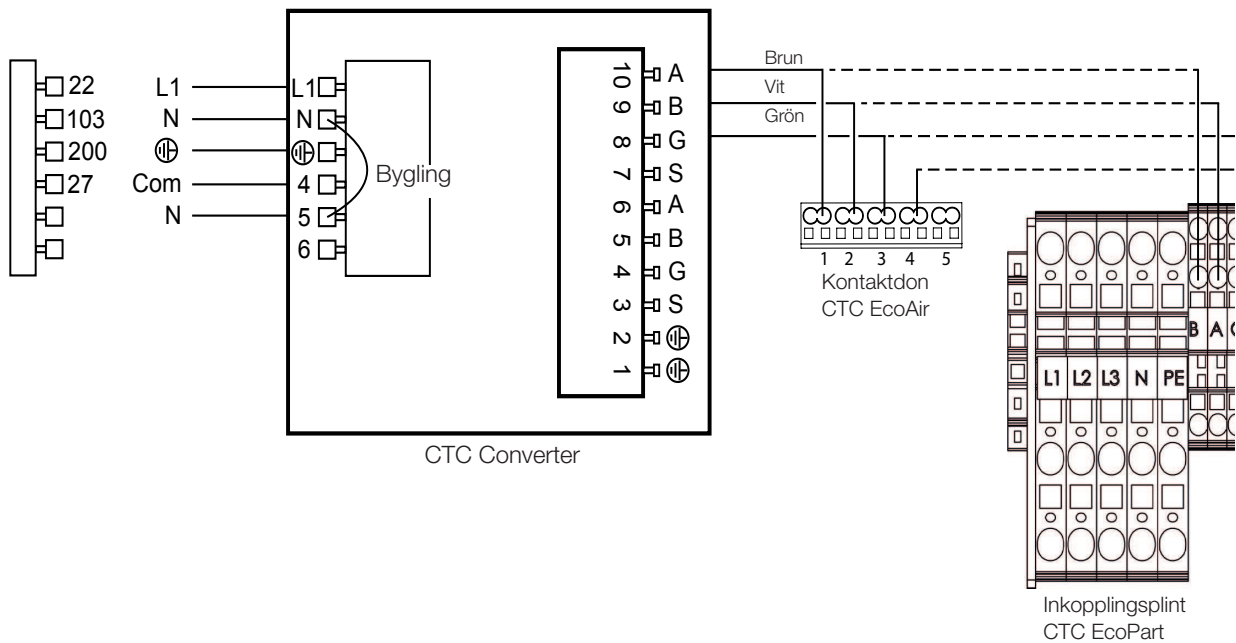 22
103
200
27
L1
N
Com
N
L1
N
4
5
6
Bygling
10 A
9 B
8 G
7 S
6 A
5 B
4 G
3 S
2
1
CTC Converter
Brun
Vit
Grön
1 2 3 4 5
Kontaktdon
CTC EcoAir
B A
L1 L2 L3 N PE
Inkopplingsplint
CTC EcoPart